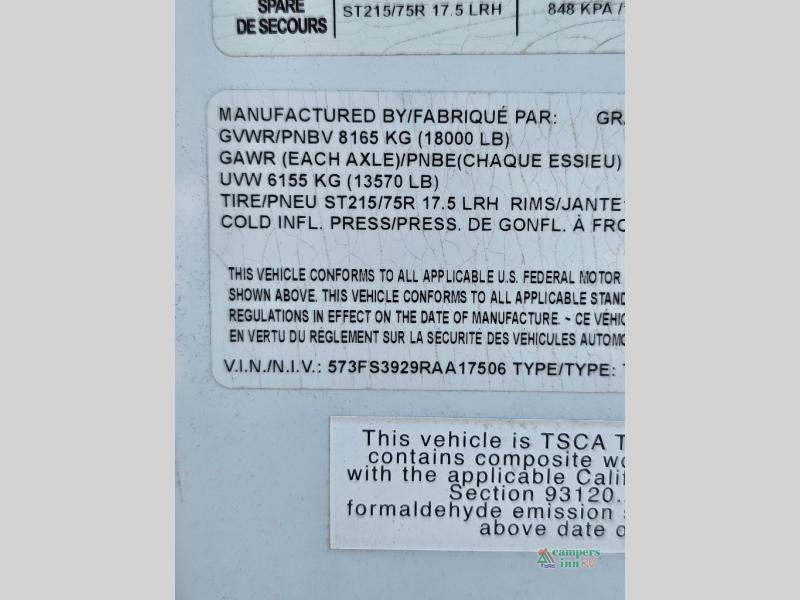 SPARE
DE SECOURS
ST215/75R 17.5 LRH
848 KPA /
MANUFACTURED BY/FABRIQUÉ PAR: GR
GVWR/PNBV 8165 KG (18000 LB)
GAWR (EACH AXLE)/PNBE(CHAQUE ESSIEU)
UVW 6155 KG (13570 LB)
TIRE/PNEU ST215/75R 17.5 LRH RIMS/JANTE
COLD INFL. PRESS/PRESS. DE GONFL. À FRO
THIS VEHICLE CONFORMS TO ALL APPLICABLE U.S. FEDERAL MOTOR
SHOWN ABOVE. THIS VEHICLE CONFORMS TO ALL APPLICABLE STAND
REGULATIONS IN EFFECT ON THE DATE OF MANUFACTURE. ~ CE VÉHIC
EN VERTU DU RÈGLEMENT SUR LA SÉCURITÉ DES VÉHICULES AUTOMO
V.I.N./N.I.V.: 573FS3929RAA17506 TYPE/TYPE:
This vehicle is TSCA T
contains composite wo
with the applicable Calif
Section 93120.
formaldehyde emission
above date o
campers
inn RV